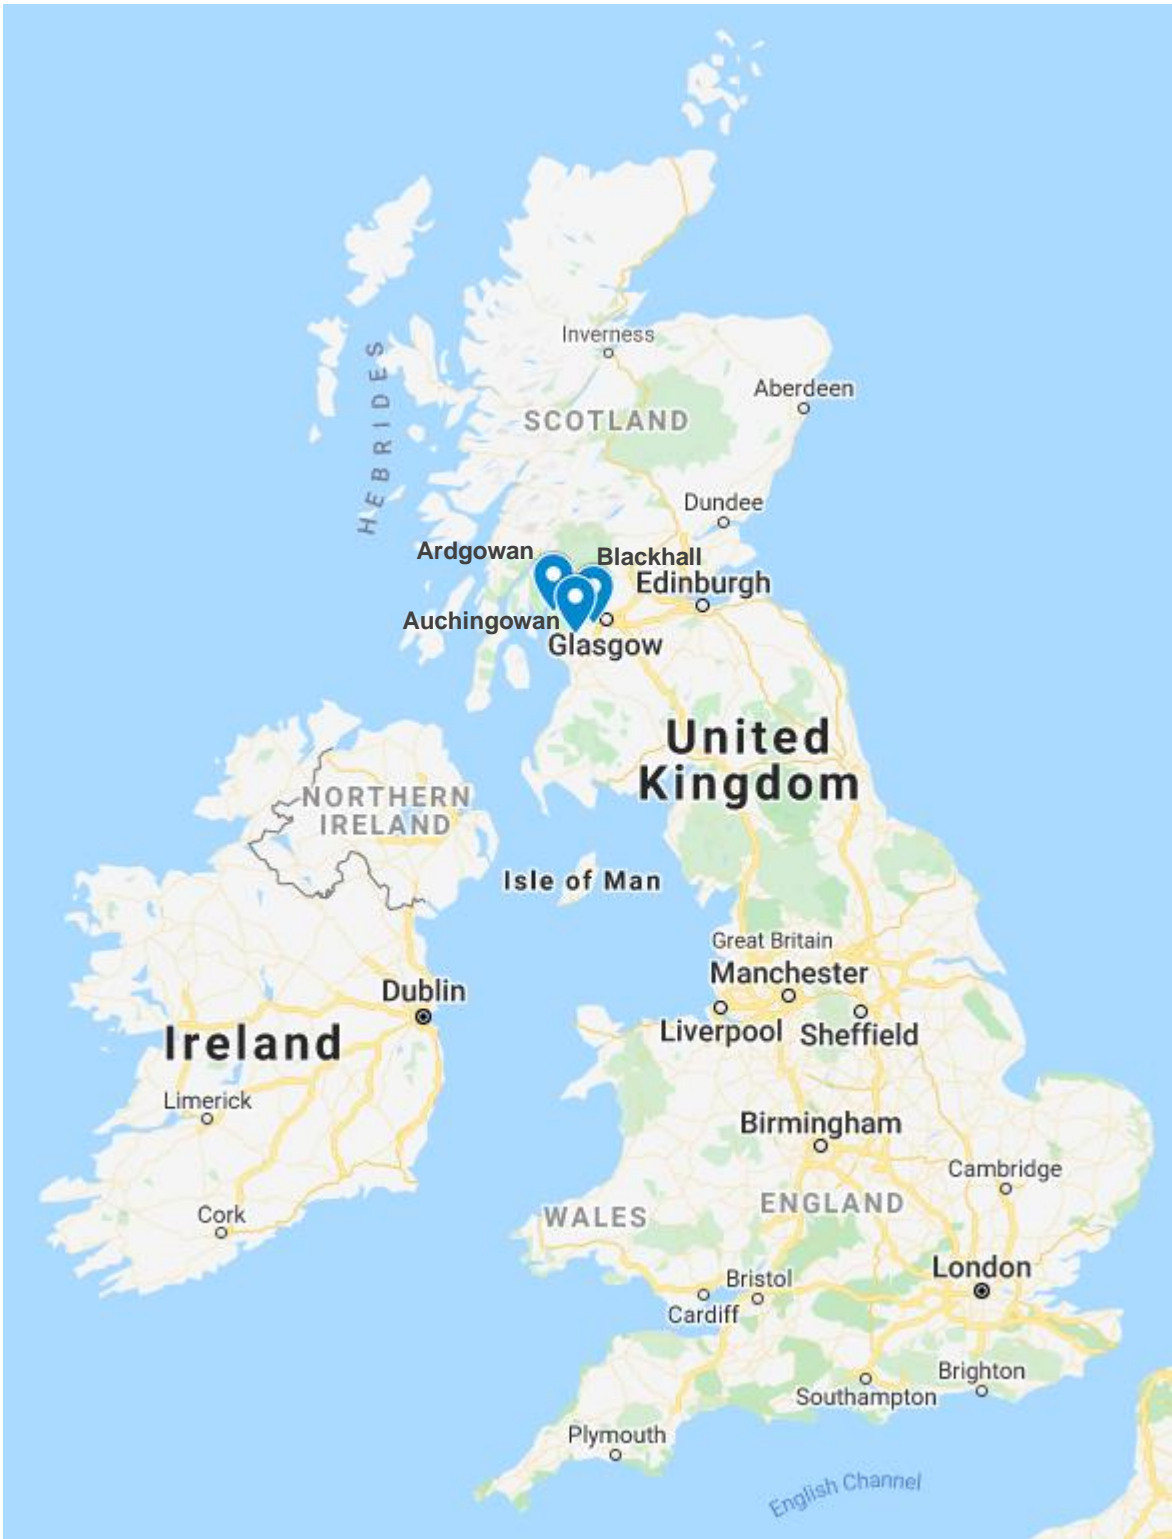 Inverness
Aberdeen
SCOTLAND
HEBRIDES
Dundee
Ardgowan
Blackhall
Edinburgh
Auchingowan
Glasgow
United
Kingdom
NORTHERN
IRELAND
Isle of Man
Great Britain
Manchester
Dublin
Liverpool
Sheffield
Ireland
Limerick
Birmingham
Cambridge
ENGLAND
Cork
WALES
London
Bristol
Cardiff
Brighton
Southampton
Plymouth
English Channel